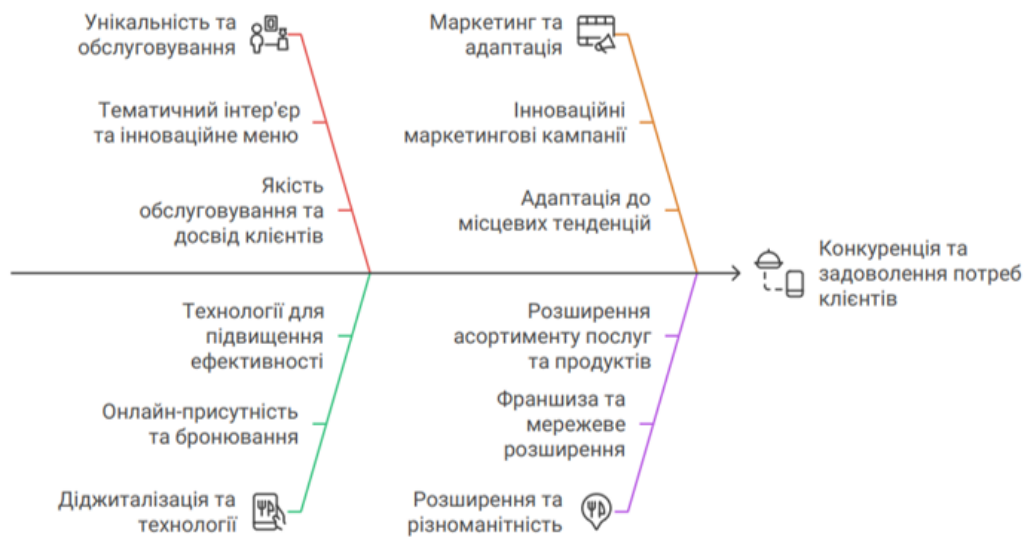 Унікальність та
обслуговування
Тематичний інтер'єр
та інноваційне меню
Якість
обслуговування та
досвід клієнтів
Маркетинг та
адаптація
Інноваційні
маркетингові кампанії
Адаптація до
місцевих тенденцій
Конкуренція та
задоволення потреб
клієнтів
Технології для
підвищення
ефективності
Онлайн-присутність
та бронювання
Діджиталізація та
технології
Розширення
асортименту послуг
та продуктів
Франшиза та
мережеве
розширення
Розширення та
різноманітність